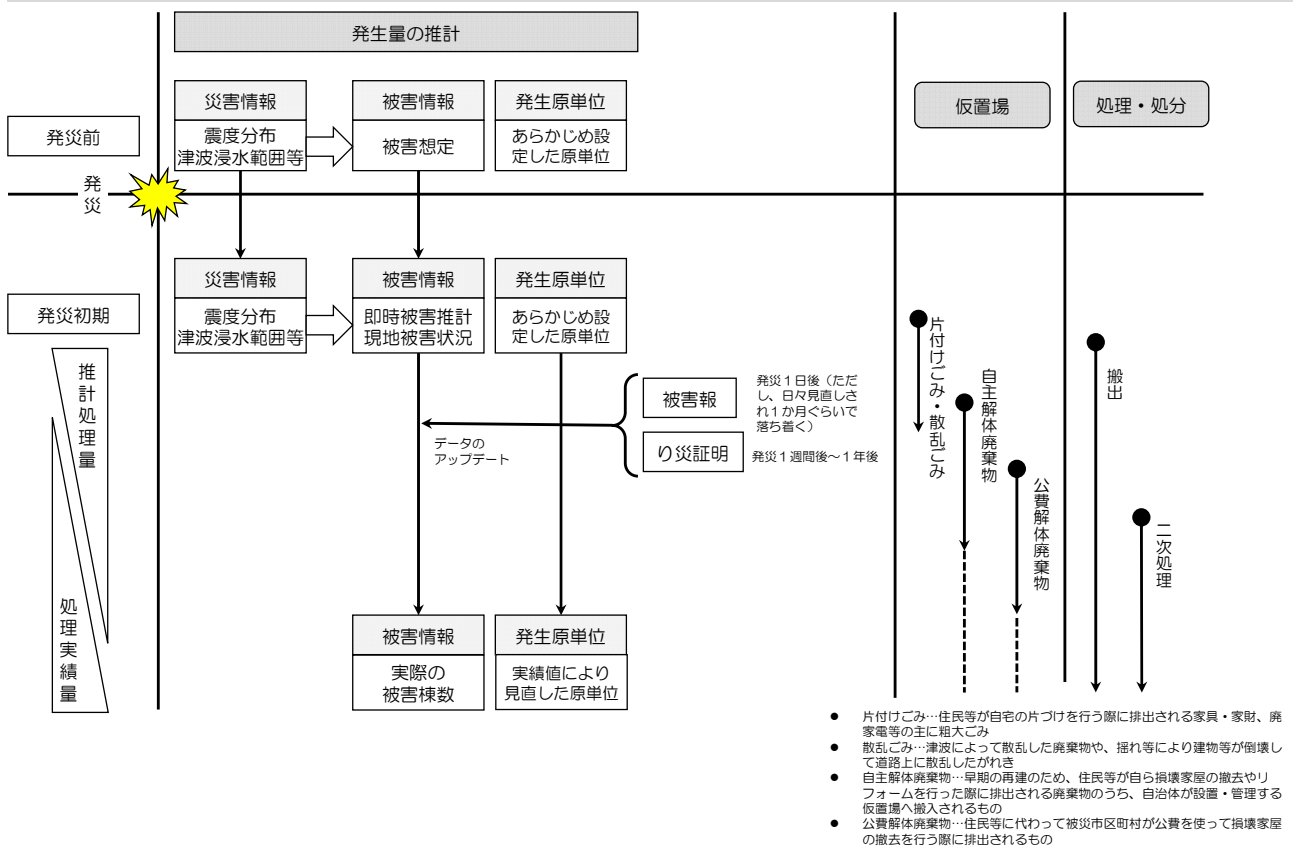 発生量の推計
災害情報
被害情報
発生原単位
仮置場
処理・処分
発災前
震度分布
津波浸水範囲等
被害想定
あらかじめ設
定した原単位
発災
災害情報
被害情報
発生原単位
発災初期
震度分布
津波浸水範囲等
即時被害推計
現地被害状況
あらかじめ設
定した原単位
推計処理量
処理実績量
被害報
発災1日後（ただ
し、日々見直しさ
れ1か月ぐらいで
落ち着く）
り災証明
発災1週間後～1年後
データの
アップデート
片付けごみ・散乱ごみ
自主解体廃棄物
公費解体廃棄物
搬出
二次処理
被害情報
発生原単位
実際の
被害棟数
実績値により
見直した原単位
● 片付けごみ…住民等が自宅の片づけを行う際に排出される家具・家財、廃
家電等の主に粗大ごみ
● 散乱ごみ…津波によって散乱した廃棄物や、揺れ等により建物等が倒壊し
て道路上に散乱したがれき
● 自主解体廃棄物…早期の再建のため、住民等が自ら損壊家屋の撤去やリ
フォームを行った際に排出される廃棄物のうち、自治体が設置・管理する
仮置場へ搬入されるもの
● 公費解体廃棄物…住民等に代わって被災市区町村が公費を使って損壊家屋
の撤去を行う際に排出されるもの